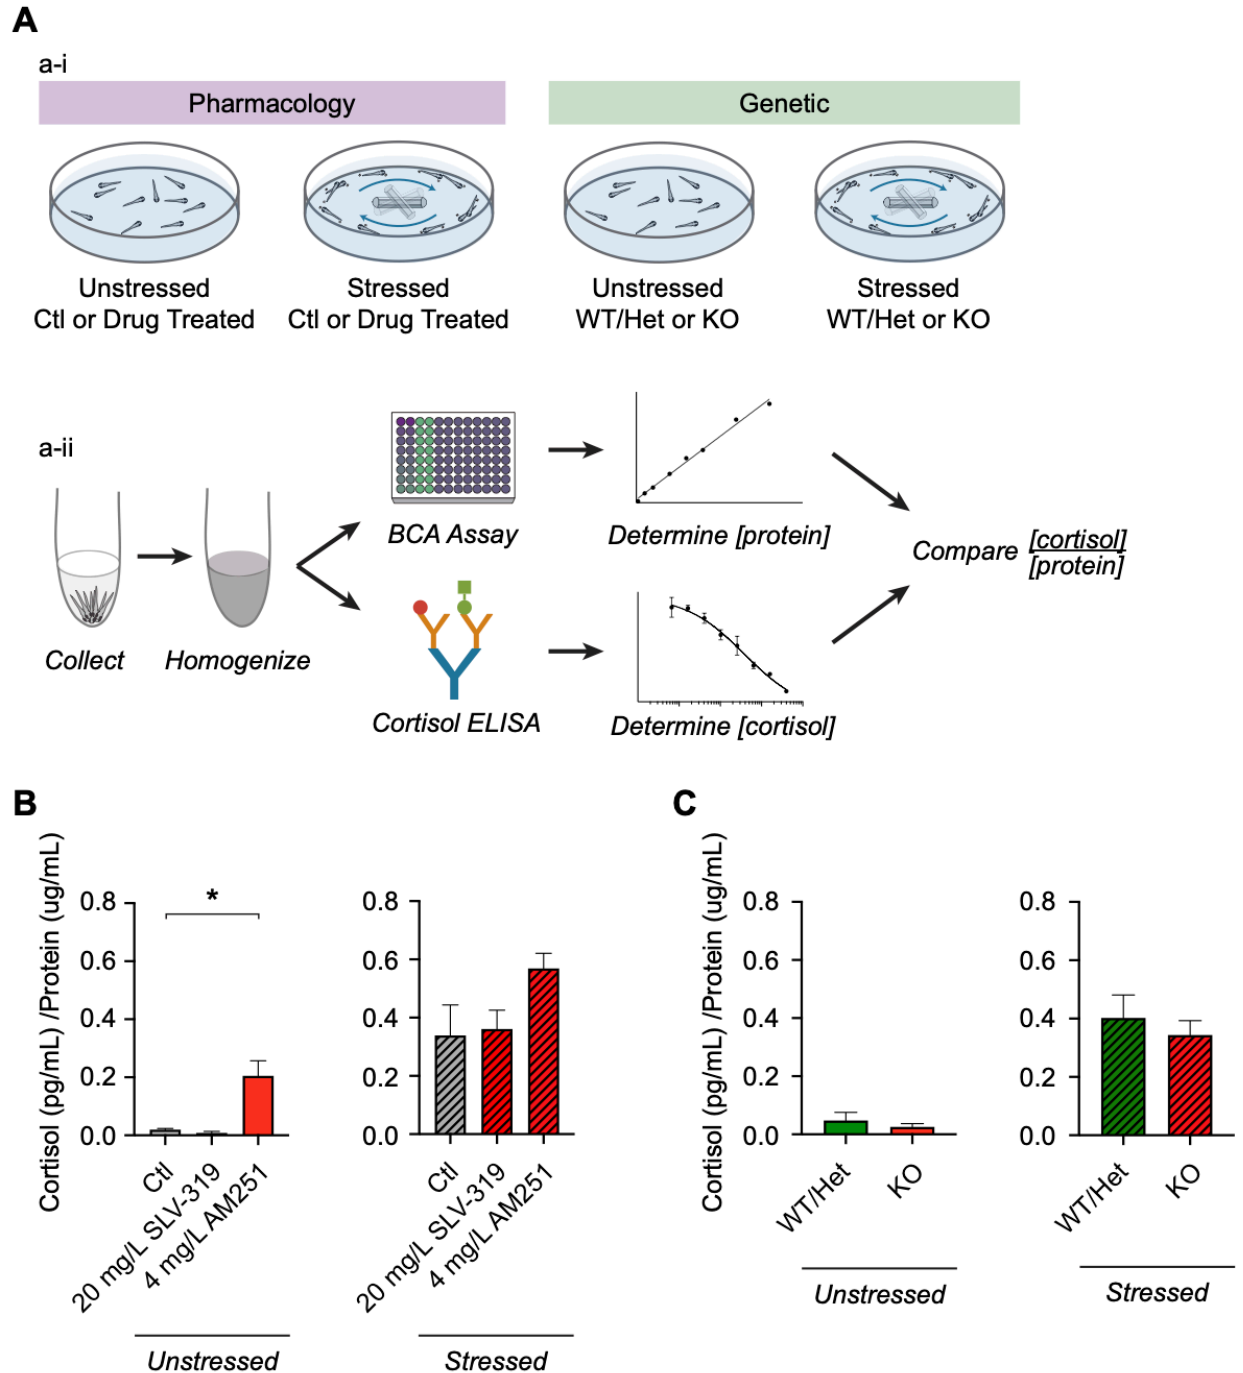 A
a-i
Pharmacology
Genetic
Unstressed
Ctl or Drug Treated
Stressed
Ctl or Drug Treated
Unstressed
WT/Het or KO
Stressed
WT/Het or KO
a-ii
Collect
Homogenize
BCA Assay
Cortisol ELISA
Determine [protein]
Determine [cortisol]
Compare [cortisol]
[protein]
B
Cortisol (pg/mL) /Protein (ug/mL)
0.8
0.6
0.4
0.2
0.0
*
Ctl
20 mg/L SLV-319
4 mg/L AM251
Unstressed
0.8
0.6
0.4
0.2
0.0
Ctl
20 mg/L SLV-319
4 mg/L AM251
Stressed
C
Cortisol (pg/mL) /Protein (ug/mL)
0.8
0.6
0.4
0.2
0.0
WT/Het
KO
Unstressed
0.8
0.6
0.4
0.2
0.0
WT/Het
KO
Stressed